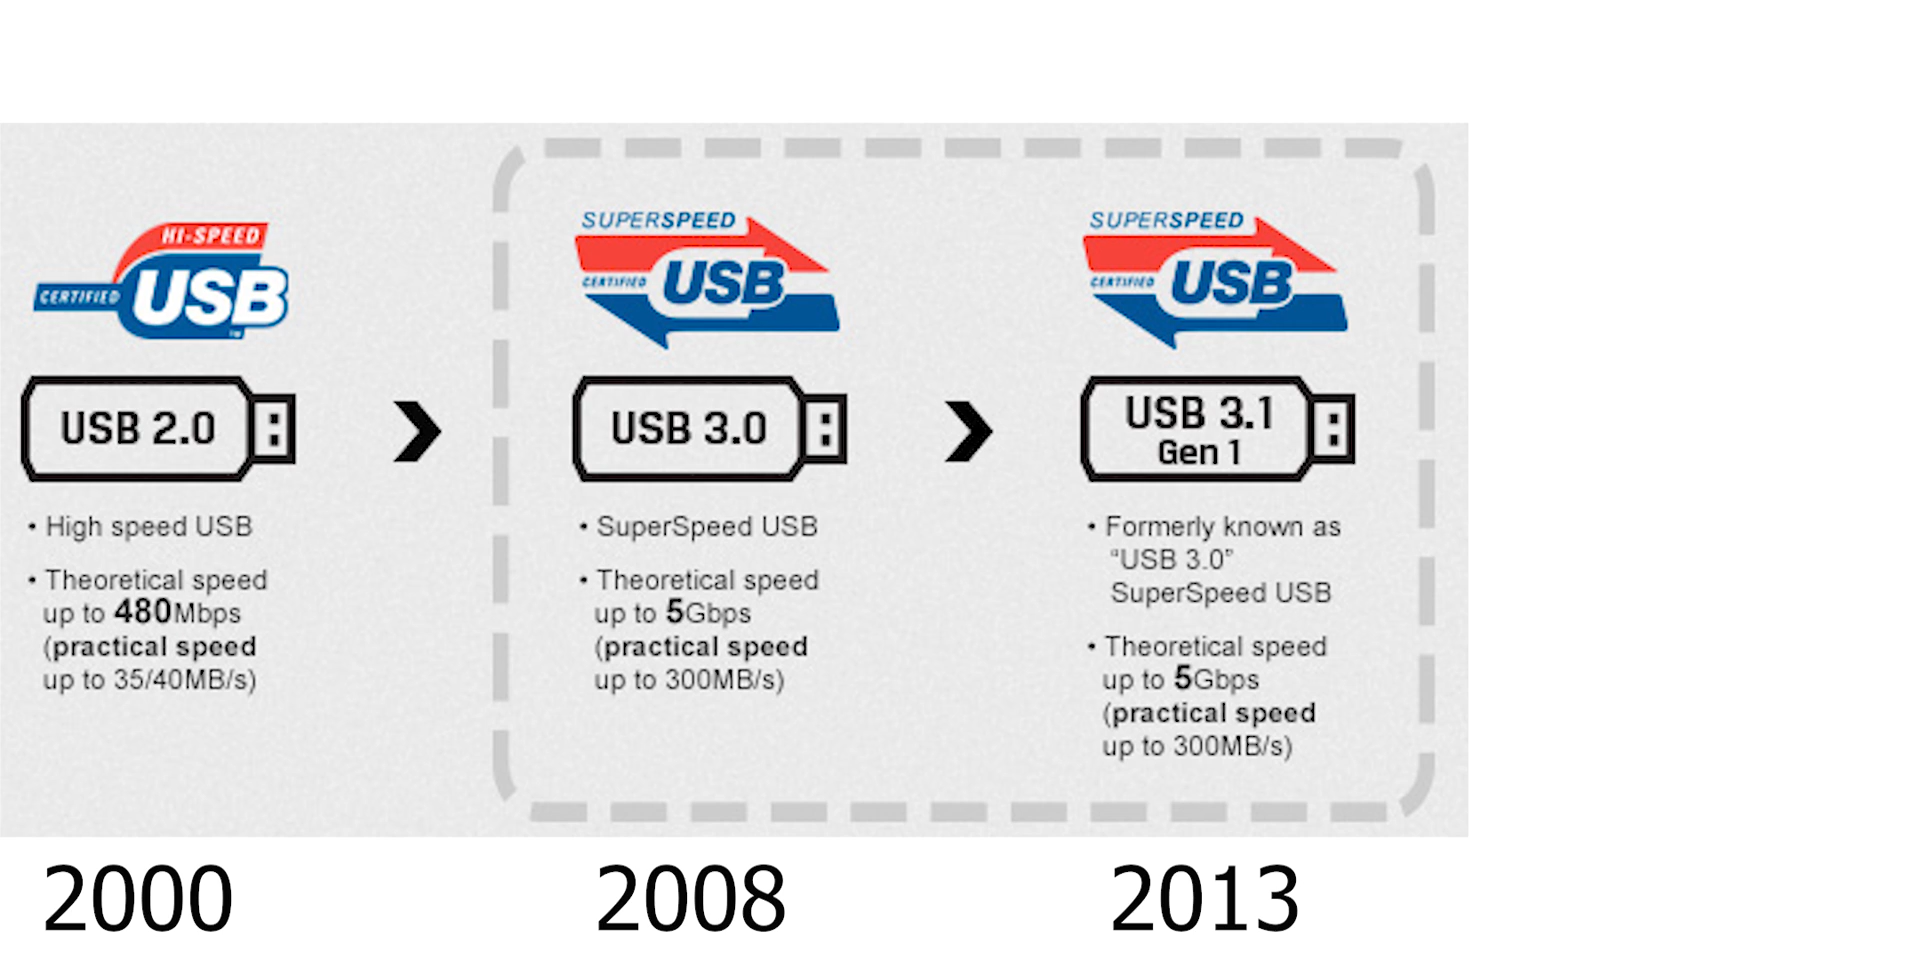 HI-SPEED
CERTIFIED USB™
USB 2.0
• High speed USB
• Theoretical speed
up to 480Mbps
(practical speed
up to 35/40MB/s)
2000
SUPERSPEED
CERTIFIED USB
USB 3.0
• SuperSpeed USB
• Theoretical speed
up to 5Gbps
(practical speed
up to 300MB/s)
2008
SUPERSPEED
CERTIFIED USB
USB 3.1
Gen 1
• Formerly known as
“USB 3.0”
SuperSpeed USB
• Theoretical speed
up to 5Gbps
(practical speed
up to 300MB/s)
2013